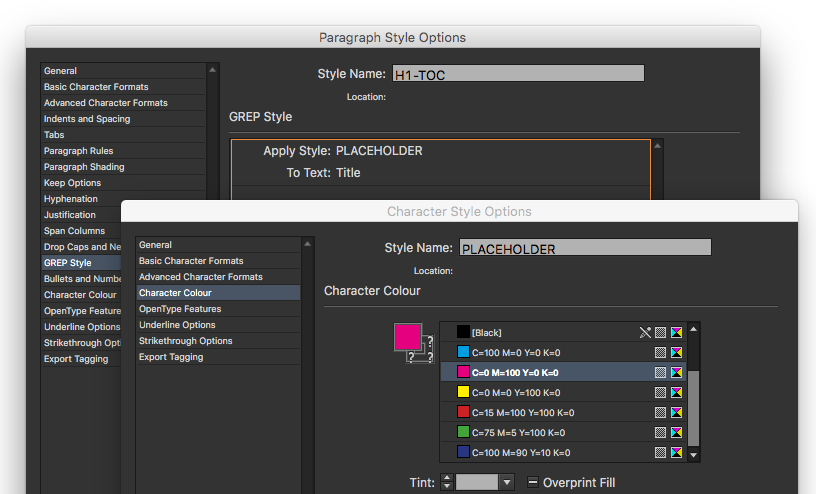 Paragraph Style Options
General
Basic Character Formats
Advanced Character Formats
Indents and Spacing
Tabs
Paragraph Rules
Paragraph Shading
Keep Options
Hyphenation
Justification
Span Columns
Drop Caps and Ne
GREP Style
Bullets and Numbe
Character Colour
OpenType Feature
Underline Options
Strikethrough Opti
Export Tagging
Style Name: H1-TOC
Location:
GREP Style
Apply Style: PLACEHOLDER
To Text: Title
Character Style Options
General
Basic Character Formats
Advanced Character Formats
Character Colour
OpenType Features
Underline Options
Strikethrough Options
Export Tagging
Style Name: PLACEHOLDER
Location:
Character Colour
?
? ?
[Black]
C=100 M=0 Y=0 K=0
C=0 M=100 Y=0 K=0
C=0 M=0 Y=100 K=0
C=15 M=100 Y=100 K=0
C=75 M=5 Y=100 K=0
C=100 M=90 Y=10 K=0
Tint:
Overprint Fill